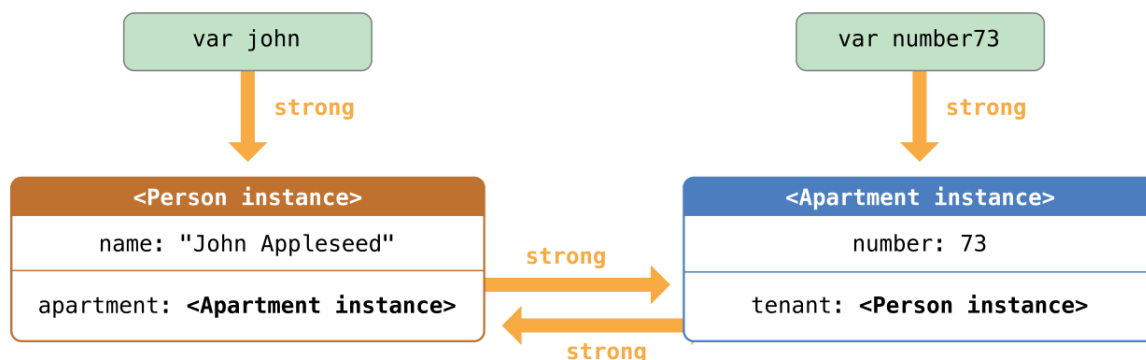 var john
var number73
strong
strong
<Person instance>
<Apartment instance>
name: "John Appleseed"
number: 73
strong
apartment: <Apartment instance>
tenant: <Person instance>
strong